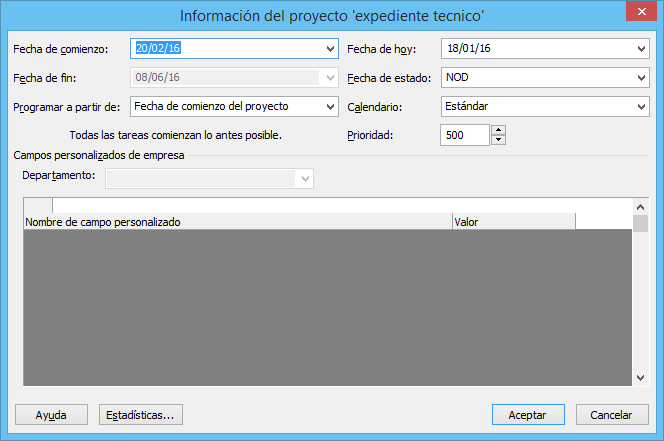 Información del proyecto 'expediente tecnico'
Fecha de comienzo: 20/02/16 Fecha de hoy: 18/01/16
Fecha de fin: 08/06/16 Fecha de estado: NOD
Programar a partir de: Fecha de comienzo del proyecto Calendario: Estándar
Todas las tareas comienzan lo antes posible. Prioridad: 500
Campos personalizados de empresa
Departamento:
Nombre de campo personalizado Valor
Ayuda Estadísticas... Aceptar Cancelar